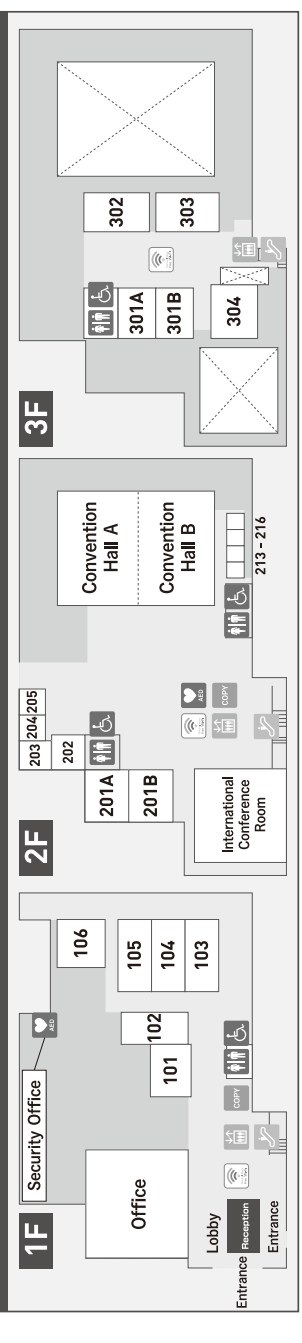 3F
302
303
301A
301B
304
2F
Convention
Hall A
Convention
Hall B
213 - 216
205
204
203
202
201A
201B
AED
COPY
International
Conference
Room
1F
106
105
104
103
102
101
AED
Security Office
Office
COPY
Lobby
Reception
Entrance
Entrance